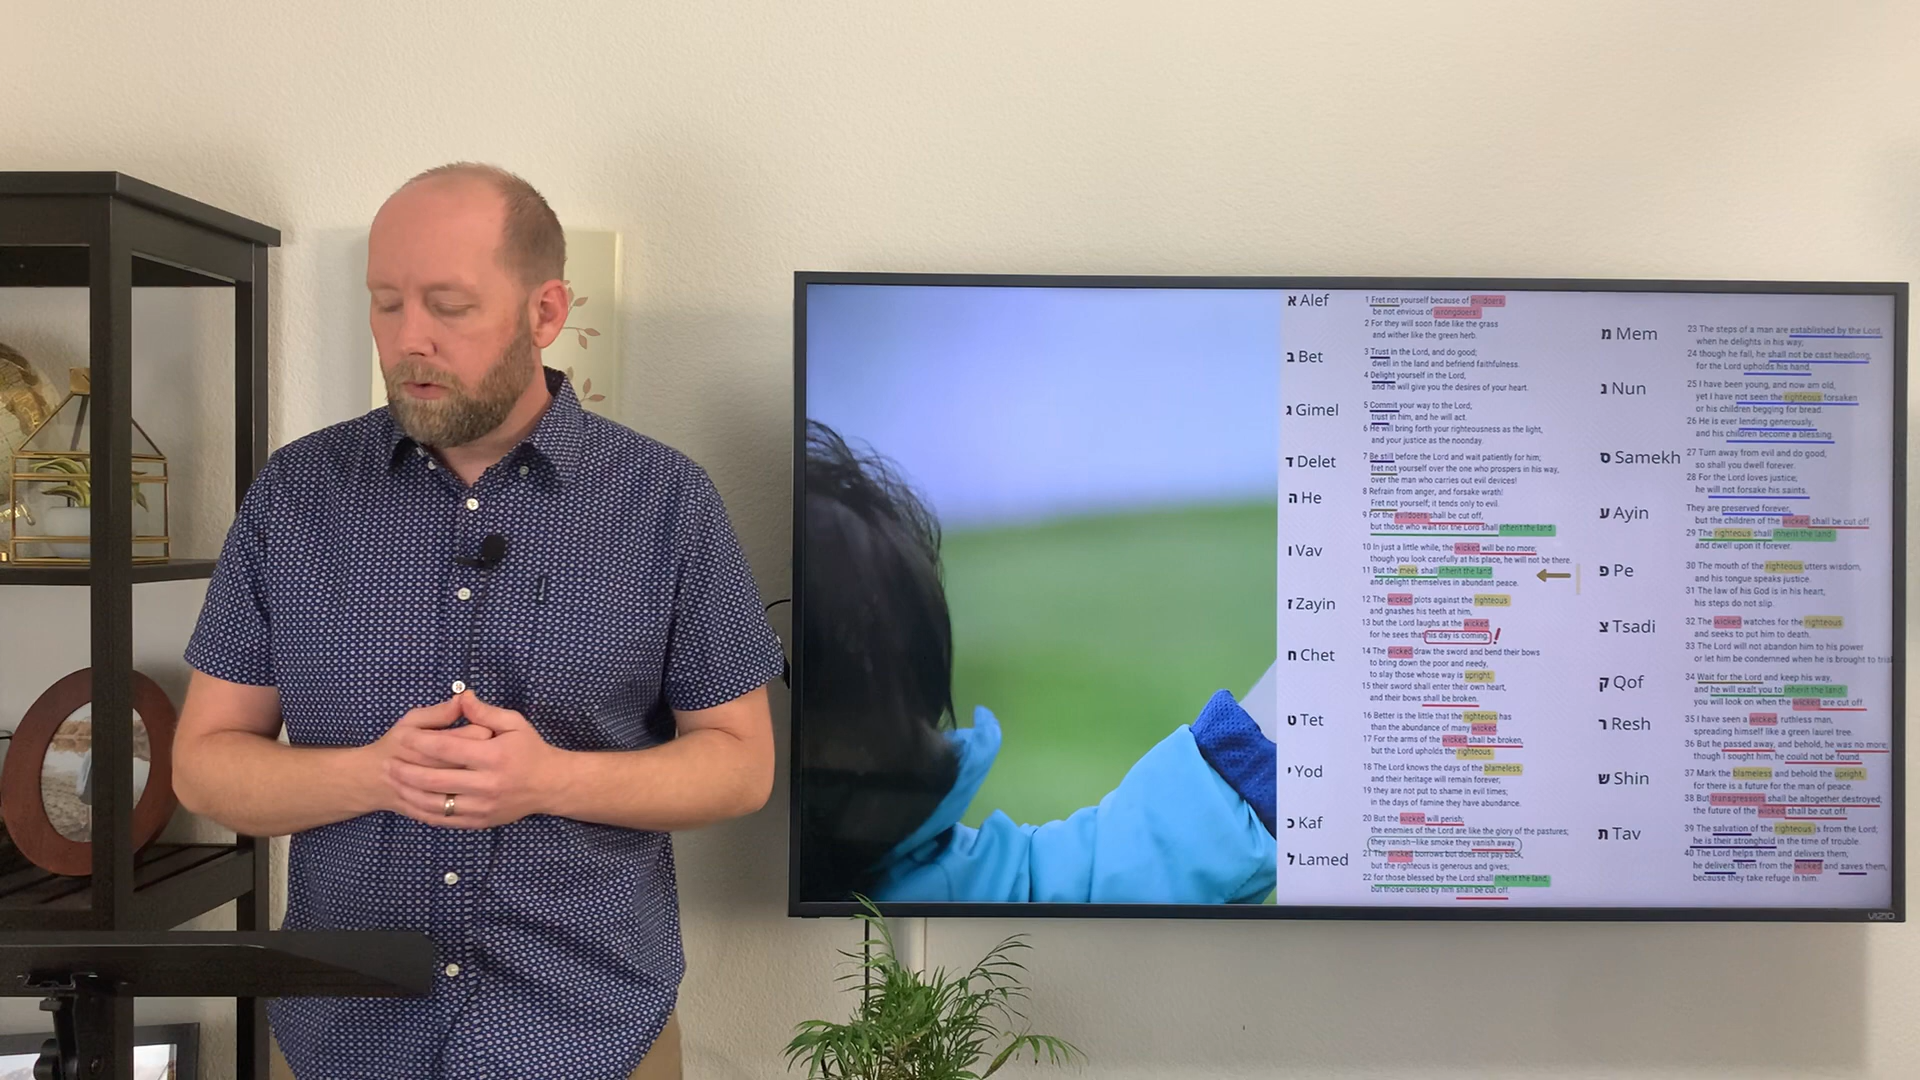 א Alef
1 Fret not yourself because of evildoers;
be not envious of wrongdoers!
2 For they will soon fade like the grass
and wither like the green herb.
ב Bet
3 Trust in the Lord, and do good;
dwell in the land and befriend faithfulness.
4 Delight yourself in the Lord,
and he will give you the desires of your heart.
ג Gimel
5 Commit your way to the Lord;
trust in him, and he will act.
6 He will bring forth your righteousness as the light,
and your justice as the noonday.
ד Delet
7 Be still before the Lord and wait patiently for him;
fret not yourself over the one who prospers in his way,
over the man who carries out evil devices!
ה He
8 Refrain from anger, and forsake wrath!
Fret not yourself; it tends only to evil.
9 For the evildoers shall be cut off,
but those who wait for the Lord shall inherit the land.
ו Vav
10 In just a little while, the wicked will be no more;
though you look carefully at his place, he will not be there.
11 But the meek shall inherit the land
and delight themselves in abundant peace.
ז Zayin
12 The wicked plots against the righteous
and gnashes his teeth at him,
13 but the Lord laughs at the wicked,
for he sees that his day is coming. !
ח Chet
14 The wicked draw the sword and bend their bows
to bring down the poor and needy,
to slay those whose way is upright;
15 their sword shall enter their own heart,
and their bows shall be broken.
ט Tet
16 Better is the little that the righteous has
than the abundance of many wicked.
17 For the arms of the wicked shall be broken,
but the Lord upholds the righteous.
י Yod
18 The Lord knows the days of the blameless,
and their heritage will remain forever;
19 they are not put to shame in evil times;
in the days of famine they have abundance.
כ Kaf
20 But the wicked will perish;
the enemies of the Lord are like the glory of the pastures;
they vanish—like smoke they vanish away.
ל Lamed
21 The wicked borrows but does not pay back,
but the righteous is generous and gives;
22 for those blessed by the Lord shall inherit the land,
but those cursed by him shall be cut off.
מ Mem
23 The steps of a man are established by the Lord,
when he delights in his way;
24 though he fall, he shall not be cast headlong,
for the Lord upholds his hand.
נ Nun
25 I have been young, and now am old,
yet I have not seen the righteous forsaken
or his children begging for bread.
26 He is ever lending generously,
and his children become a blessing.
ס Samekh
27 Turn away from evil and do good;
so shall you dwell forever.
28 For the Lord loves justice;
he will not forsake his saints.
ע Ayin
They are preserved forever,
but the children of the wicked shall be cut off.
29 The righteous shall inherit the land
and dwell upon it forever.
פ Pe
30 The mouth of the righteous utters wisdom,
and his tongue speaks justice.
31 The law of his God is in his heart;
his steps do not slip.
צ Tsadi
32 The wicked watches for the righteous
and seeks to put him to death.
33 The Lord will not abandon him to his power
or let him be condemned when he is brought to trial
ק Qof
34 Wait for the Lord and keep his way,
and he will exalt you to inherit the land;
you will look on when the wicked are cut off.
ר Resh
35 I have seen a wicked, ruthless man,
spreading himself like a green laurel tree.
36 But he passed away, and behold, he was no more;
though I sought him, he could not be found.
ש Shin
37 Mark the blameless and behold the upright,
for there is a future for the man of peace.
38 But transgressors shall be altogether destroyed;
the future of the wicked shall be cut off.
ת Tav
39 The salvation of the righteous is from the Lord;
he is their stronghold in the time of trouble.
40 The Lord helps them and delivers them;
he delivers them from the wicked and saves them,
because they take refuge in him.
VIZIO